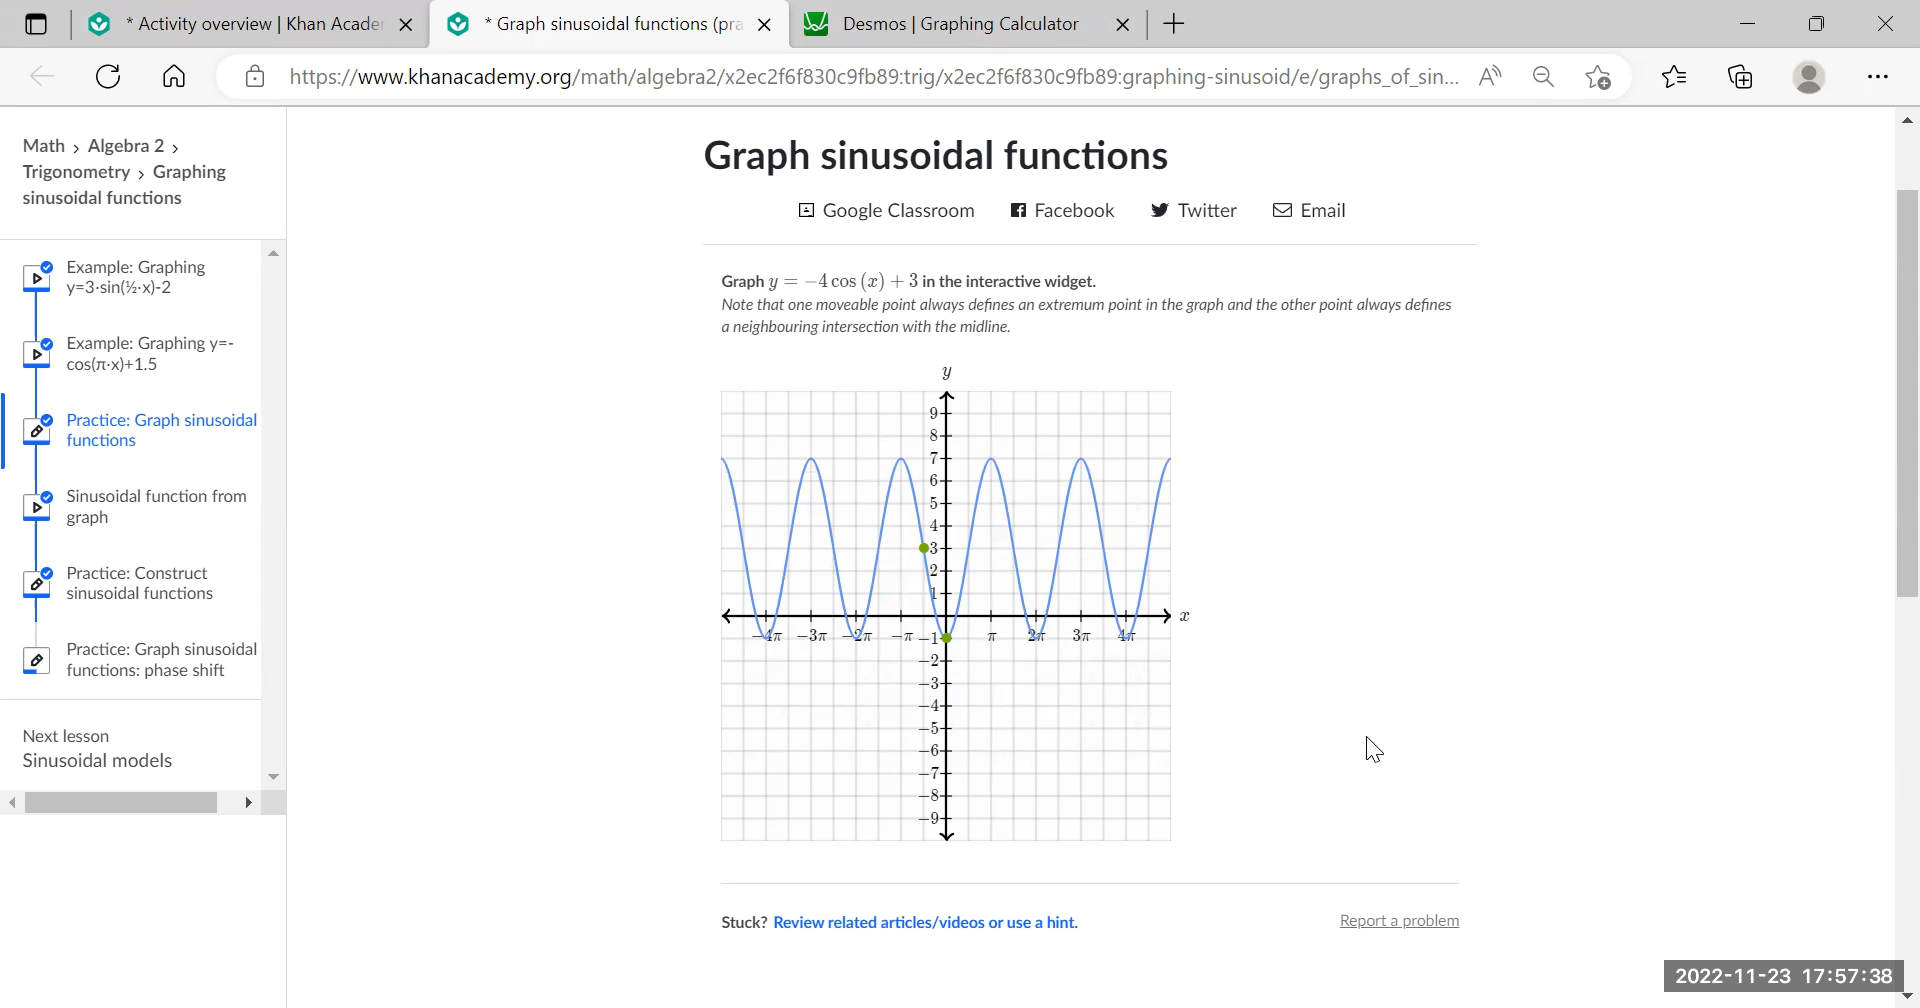 * Activity overview | Khan Acade
* Graph sinusoidal functions (pra
Desmos | Graphing Calculator
https://www.khanacademy.org/math/algebra2/x2ec2f6f830c9fb89:trig/x2ec2f6f830c9fb89:graphing-sinusoid/e/graphs_of_sin...
Math › Algebra 2 ›
Trigonometry › Graphing
sinusoidal functions
Example: Graphing
y=3·sin(½·x)-2
Example: Graphing y=-
cos(π·x)+1.5
Practice: Graph sinusoidal
functions
Sinusoidal function from
graph
Practice: Construct
sinusoidal functions
Practice: Graph sinusoidal
functions: phase shift
Next lesson
Sinusoidal models
Graph sinusoidal functions
Google Classroom Facebook Twitter Email
Graph y = −4 cos (x) + 3 in the interactive widget.
Note that one moveable point always defines an extremum point in the graph and the other point always defines
a neighbouring intersection with the midline.
y
9
8
7
6
5
4
3
2
1
x
−4π −3π −2π −π −1 π 2π 3π 4π
−2
−3
−4
−5
−6
−7
−8
−9
Stuck? Review related articles/videos or use a hint.
Report a problem
2022-11-23 17:57:38